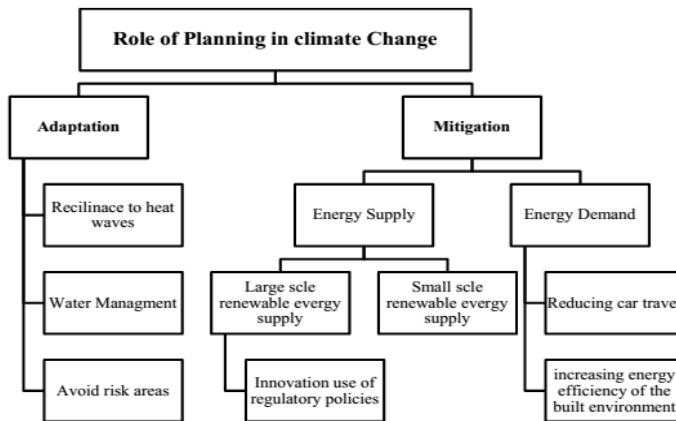 Role of Planning in climate Change
Adaptation
Mitigation
Recilinace to heat
waves
Energy Supply
Energy Demand
Water Managment
Large scle
renewable evergy
supply
Small scle
renewable evergy
supply
Reducing car trave
Avoid risk areas
Innovation use of
regulatory policies
increasing energy
efficiency of the
built environment